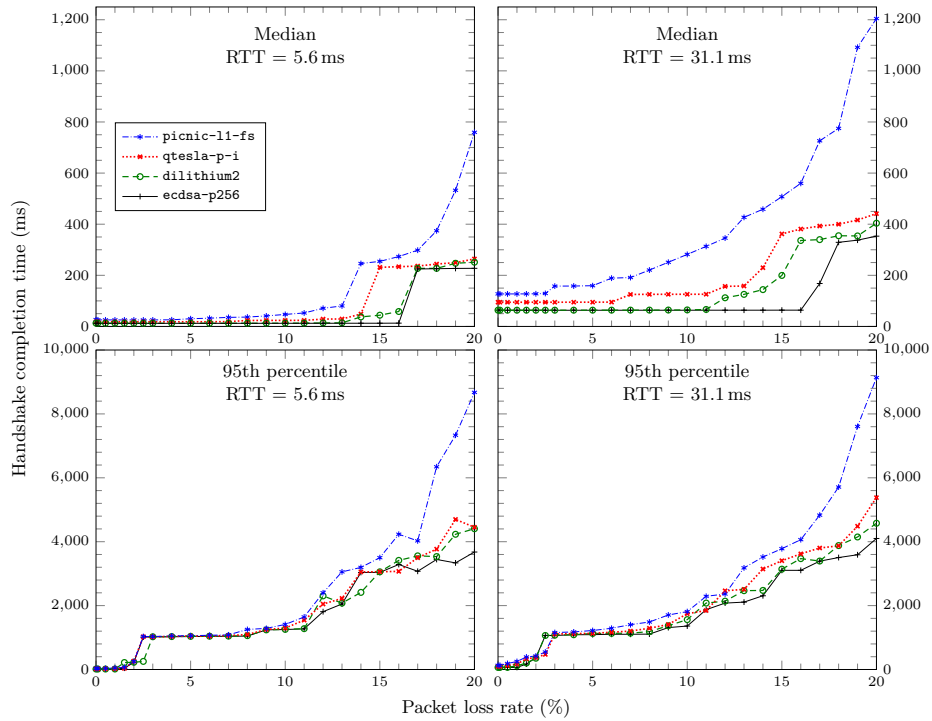 Median
RTT = 5.6 ms
Median
RTT = 31.1 ms
1,200
1,000
800
600
400
200
0
1,200
1,000
800
600
400
200
0
picnic-l1-fs
qtesla-p-i
dilithium2
ecdsa-p256
0 5 10 15 20
0 5 10 15 20
Handshake completion time (ms)
95th percentile
RTT = 5.6 ms
95th percentile
RTT = 31.1 ms
10,000
8,000
6,000
4,000
2,000
0
10,000
8,000
6,000
4,000
2,000
0
0 5 10 15 20
0 5 10 15 20
Packet loss rate (%)